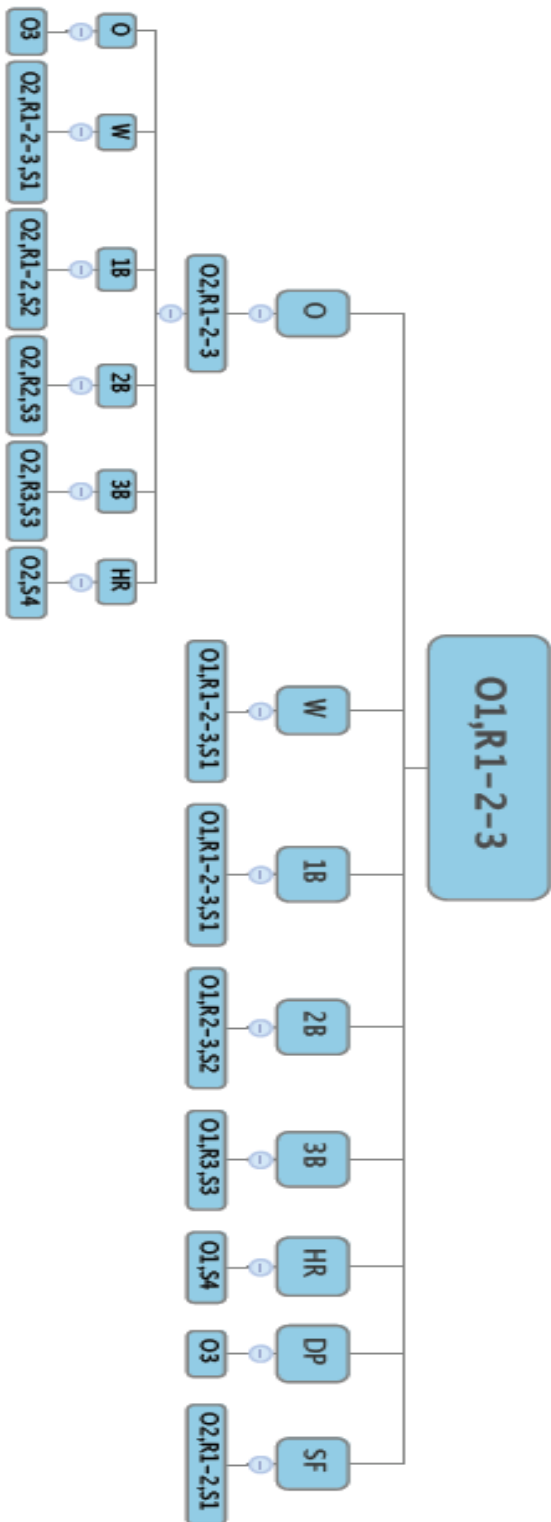 O1,R1-2-3
O
W
1B
2B
3B
HR
DP
SF
O2,R1-2-3
O1,R1-2-3,S1
O1,R1-2-3,S1
O1,R2-3,S2
O1,R3,S3
O1,S4
O3
O2,R1-2,S1
O
W
1B
2B
3B
HR
O3
O2,R1-2-3,S1
O2,R1-2,S2
O2,R2,S3
O2,R3,S3
O2,S4